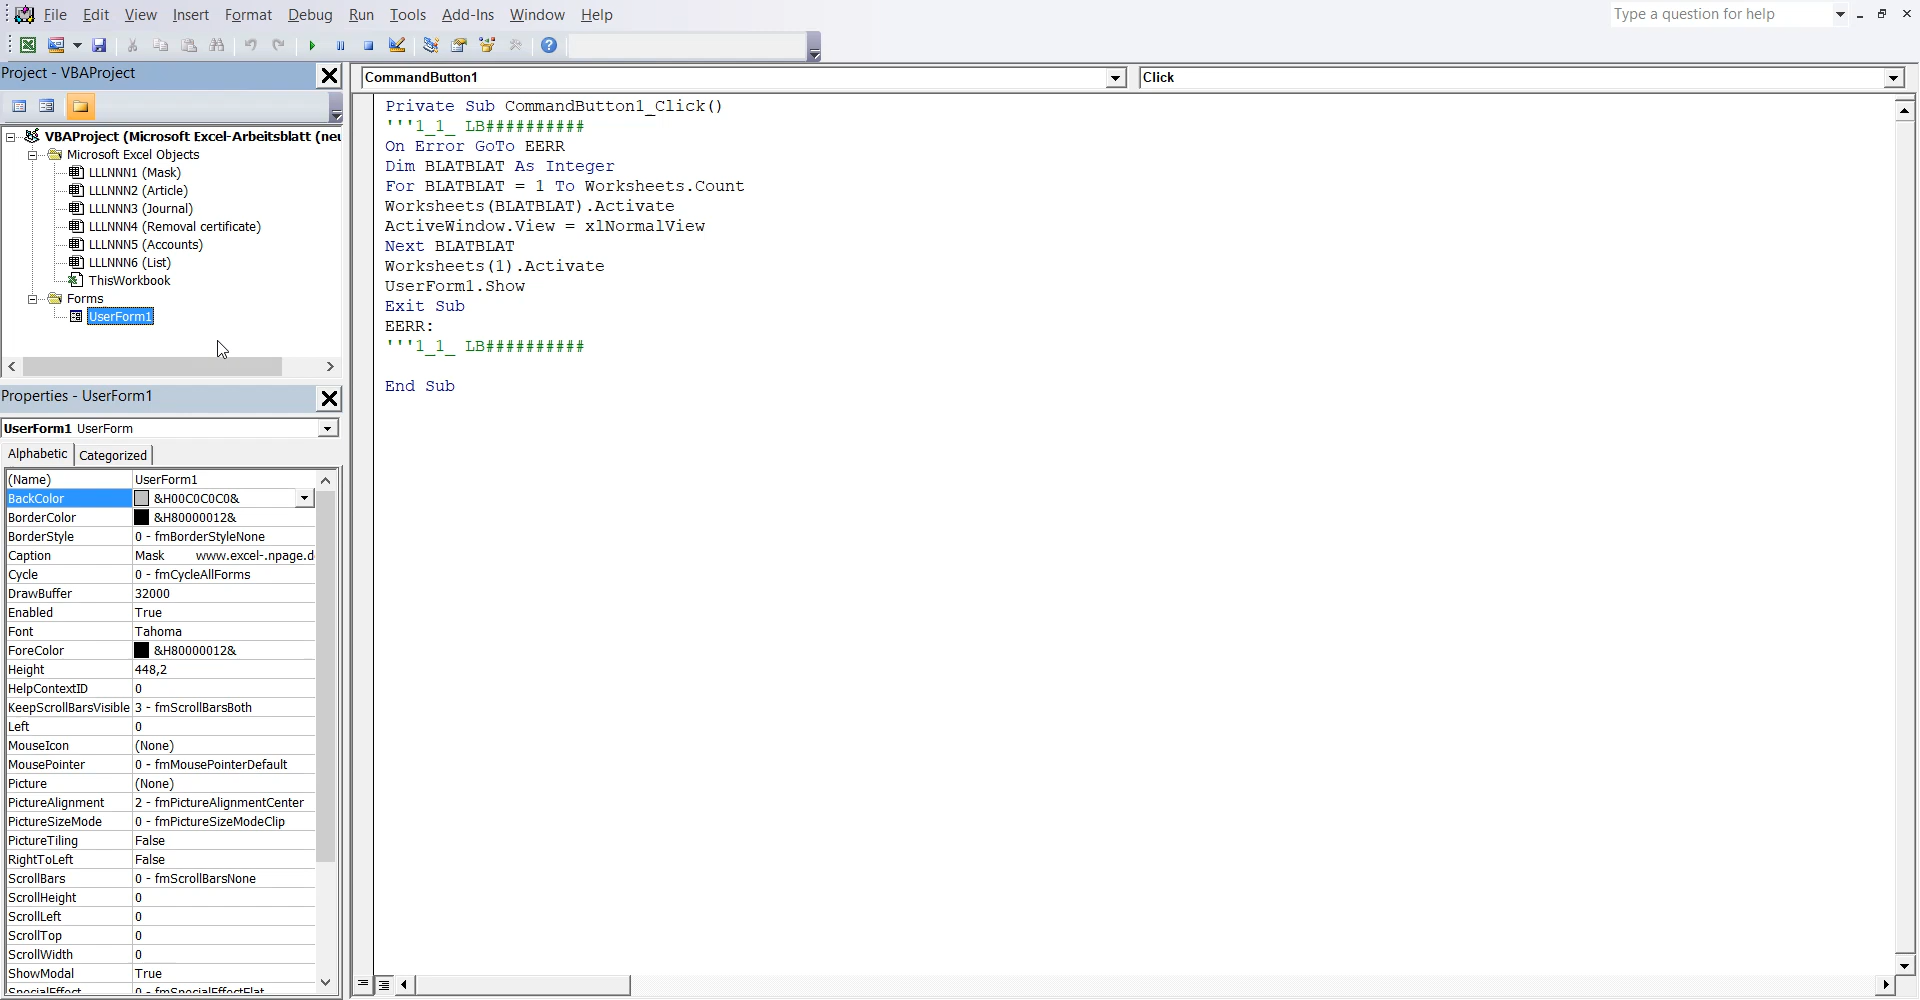 File Edit View Insert Format Debug Run Tools Add-Ins Window Help
Type a question for help
Project - VBAProject
VBAProject (Microsoft Excel-Arbeitsblatt (neu
Microsoft Excel Objects
LLLNNN1 (Mask)
LLLNNN2 (Article)
LLLNNN3 (Journal)
LLLNNN4 (Removal certificate)
LLLNNN5 (Accounts)
LLLNNN6 (List)
ThisWorkbook
Forms
UserForm1
Properties - UserForm1
UserForm1 UserForm
Alphabetic Categorized
(Name) UserForm1
BackColor &H00C0C0C0&
BorderColor &H80000012&
BorderStyle 0 - fmBorderStyleNone
Caption Mask www.excel-.npage.d
Cycle 0 - fmCycleAllForms
DrawBuffer 32000
Enabled True
Font Tahoma
ForeColor &H80000012&
Height 448,2
HelpContextID 0
KeepScrollBarsVisible 3 - fmScrollBarsBoth
Left 0
MouseIcon (None)
MousePointer 0 - fmMousePointerDefault
Picture (None)
PictureAlignment 2 - fmPictureAlignmentCenter
PictureSizeMode 0 - fmPictureSizeModeClip
PictureTiling False
RightToLeft False
ScrollBars 0 - fmScrollBarsNone
ScrollHeight 0
ScrollLeft 0
ScrollTop 0
ScrollWidth 0
ShowModal True
SpecialEffect 0 - fmSpecialEffectFlat
CommandButton1
Click
Private Sub CommandButton1_Click()
'''1_1_ LB##########
On Error GoTo EERR
Dim BLATBLAT As Integer
For BLATBLAT = 1 To Worksheets.Count
Worksheets(BLATBLAT).Activate
ActiveWindow.View = xlNormalView
Next BLATBLAT
Worksheets(1).Activate
UserForm1.Show
Exit Sub
EERR:
'''1_1_ LB##########
End Sub